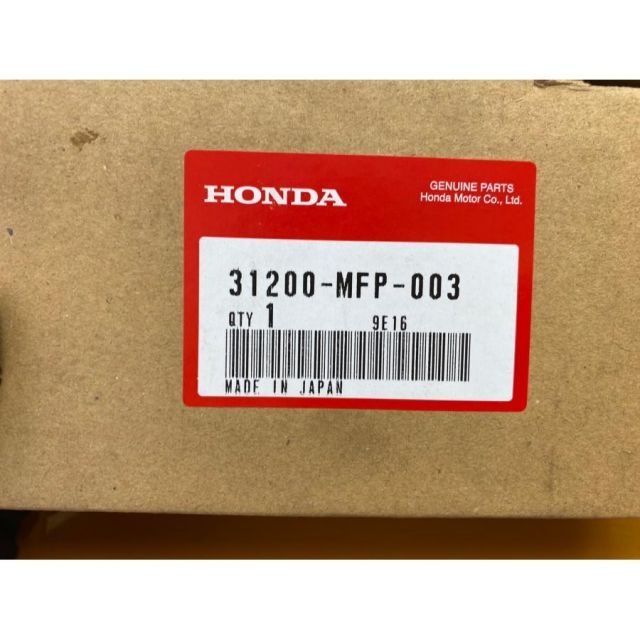 HONDA
GENUINE PARTS
Honda Motor Co., Ltd.
31200-MFP-003
QTY 1 9E16
MADE IN JAPAN